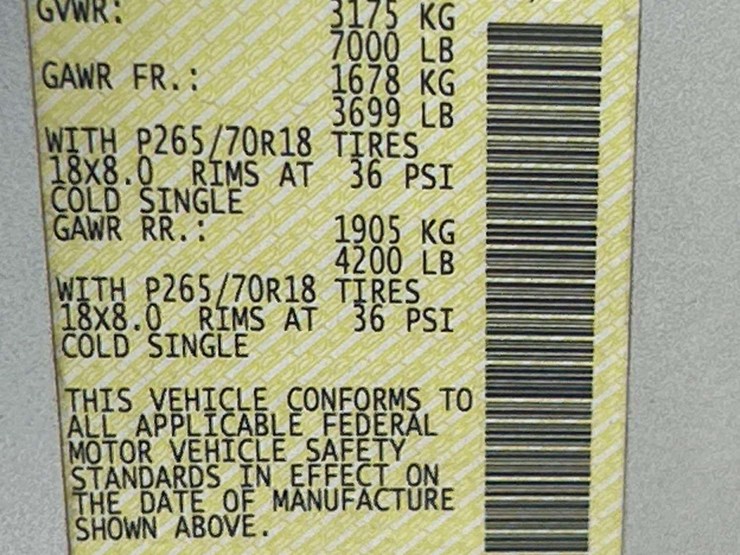 GVWR: 3175 KG
7000 LB
GAWR FR.: 1678 KG
3699 LB
WITH P265/70R18 TIRES
18X8.0 RIMS AT 36 PSI
COLD SINGLE
GAWR RR.: 1905 KG
4200 LB
WITH P265/70R18 TIRES
18X8.0 RIMS AT 36 PSI
COLD SINGLE
THIS VEHICLE CONFORMS TO
ALL APPLICABLE FEDERAL
MOTOR VEHICLE SAFETY
STANDARDS IN EFFECT ON
THE DATE OF MANUFACTURE
SHOWN ABOVE.